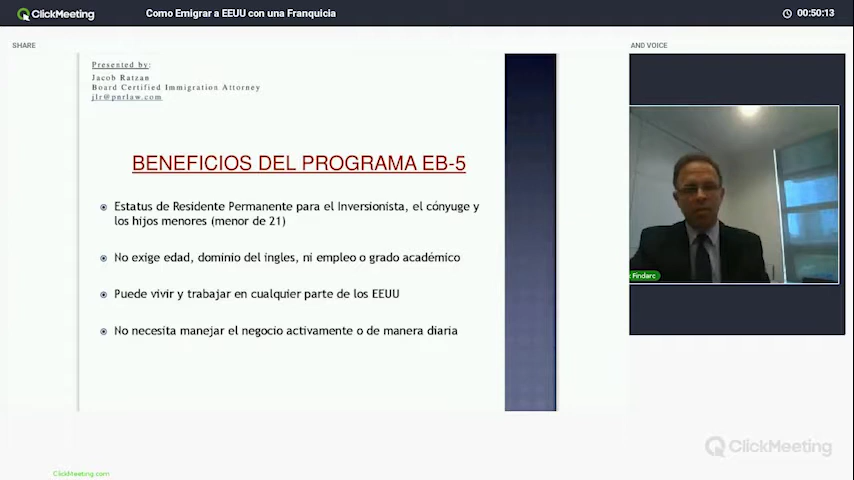 ClickMeeting
Como Emigrar a EEUU con una Franquicia
00:50:13
SHARE
AND VOICE
Presented by:
Jacob Ratzan
Board Certified Immigration Attorney
jlr@pnrlaw.com
BENEFICIOS DEL PROGRAMA EB-5
Estatus de Residente Permanente para el Inversionista, el cónyuge y
los hijos menores (menor de 21)
No exige edad, dominio del ingles, ni empleo o grado académico
Puede vivir y trabajar en cualquier parte de los EEUU
No necesita manejar el negocio activamente o de manera diaria
Findarc
ClickMeeting
ClickMeeting.com